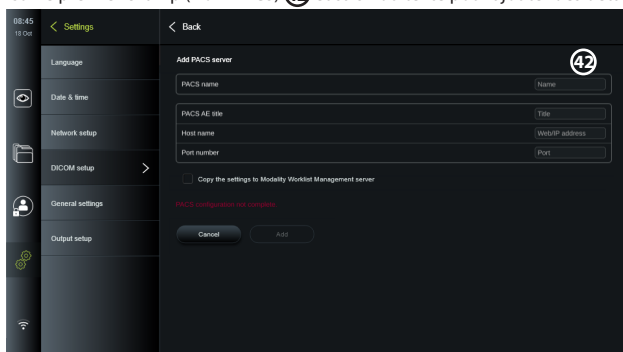 08:45
18 Oct
Settings
Back
Language
Date & time
Network setup
DICOM setup
General settings
Output setup
Add PACS server
42
PACS name
Name
PACS AE title
Title
Host name
Web/IP address
Port number
Port
Copy the settings to Modality Worklist Management server
PACS configuration not complete.
Cancel
Add